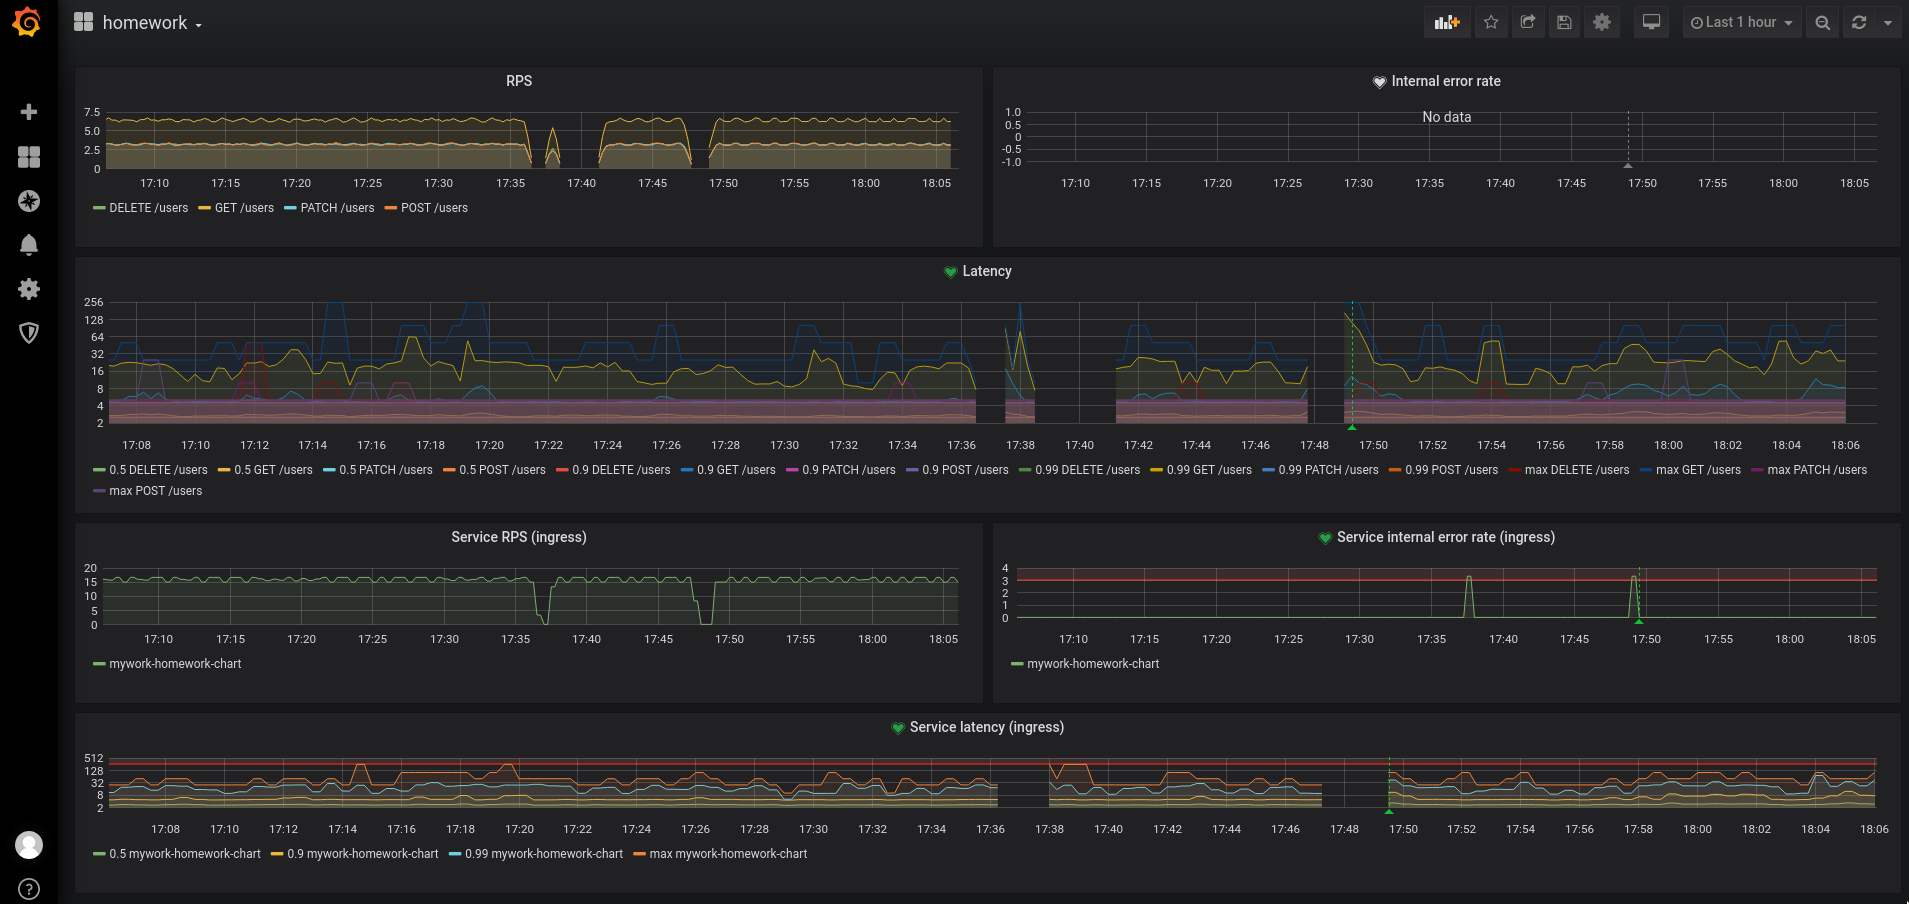 homework
Last 1 hour
RPS
7.5
5.0
2.5
0
17:10 17:15 17:20 17:25 17:30 17:35 17:40 17:45 17:50 17:55 18:00 18:05
DELETE /users GET /users PATCH /users POST /users
Internal error rate
No data
1.0
0.5
0
-0.5
-1.0
17:10 17:15 17:20 17:25 17:30 17:35 17:40 17:45 17:50 17:55 18:00 18:05
Latency
256
128
64
32
16
8
4
2
17:08 17:10 17:12 17:14 17:16 17:18 17:20 17:22 17:24 17:26 17:28 17:30 17:32 17:34 17:36 17:38 17:40 17:42 17:44 17:46 17:48 17:50 17:52 17:54 17:56 17:58 18:00 18:02 18:04 18:06
0.5 DELETE /users 0.5 GET /users 0.5 PATCH /users 0.5 POST /users 0.9 DELETE /users 0.9 GET /users 0.9 PATCH /users 0.9 POST /users 0.99 DELETE /users 0.99 GET /users 0.99 PATCH /users 0.99 POST /users max DELETE /users max GET /users max PATCH /users
max POST /users
Service RPS (ingress)
20
15
10
5
0
17:10 17:15 17:20 17:25 17:30 17:35 17:40 17:45 17:50 17:55 18:00 18:05
mywork-homework-chart
Service internal error rate (ingress)
4
3
2
1
0
17:10 17:15 17:20 17:25 17:30 17:35 17:40 17:45 17:50 17:55 18:00 18:05
mywork-homework-chart
Service latency (ingress)
512
128
32
8
2
17:08 17:10 17:12 17:14 17:16 17:18 17:20 17:22 17:24 17:26 17:28 17:30 17:32 17:34 17:36 17:38 17:40 17:42 17:44 17:46 17:48 17:50 17:52 17:54 17:56 17:58 18:00 18:02 18:04 18:06
0.5 mywork-homework-chart 0.9 mywork-homework-chart 0.99 mywork-homework-chart max mywork-homework-chart